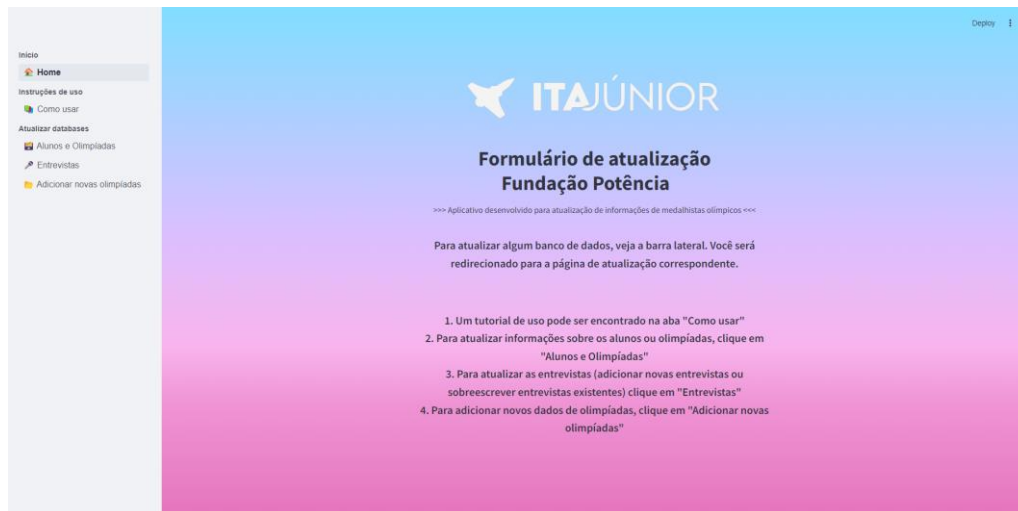 Deploy
Início
Home
Instruções de uso
Como usar
Atualizar databases
Alunos e Olimpíadas
Entrevistas
Adicionar novas olimpíadas
ITAJÚNIOR
Formulário de atualização
Fundação Potência
>>> Aplicativo desenvolvido para atualização de informações de medalhistas olímpicos <<<
Para atualizar algum banco de dados, veja a barra lateral. Você será
redirecionado para a página de atualização correspondente.
1. Um tutorial de uso pode ser encontrado na aba "Como usar"
2. Para atualizar informações sobre os alunos ou olimpíadas, clique em
"Alunos e Olimpíadas"
3. Para atualizar as entrevistas (adicionar novas entrevistas ou
sobreescrever entrevistas existentes) clique em "Entrevistas"
4. Para adicionar novos dados de olimpíadas, clique em "Adicionar novas
olimpíadas"